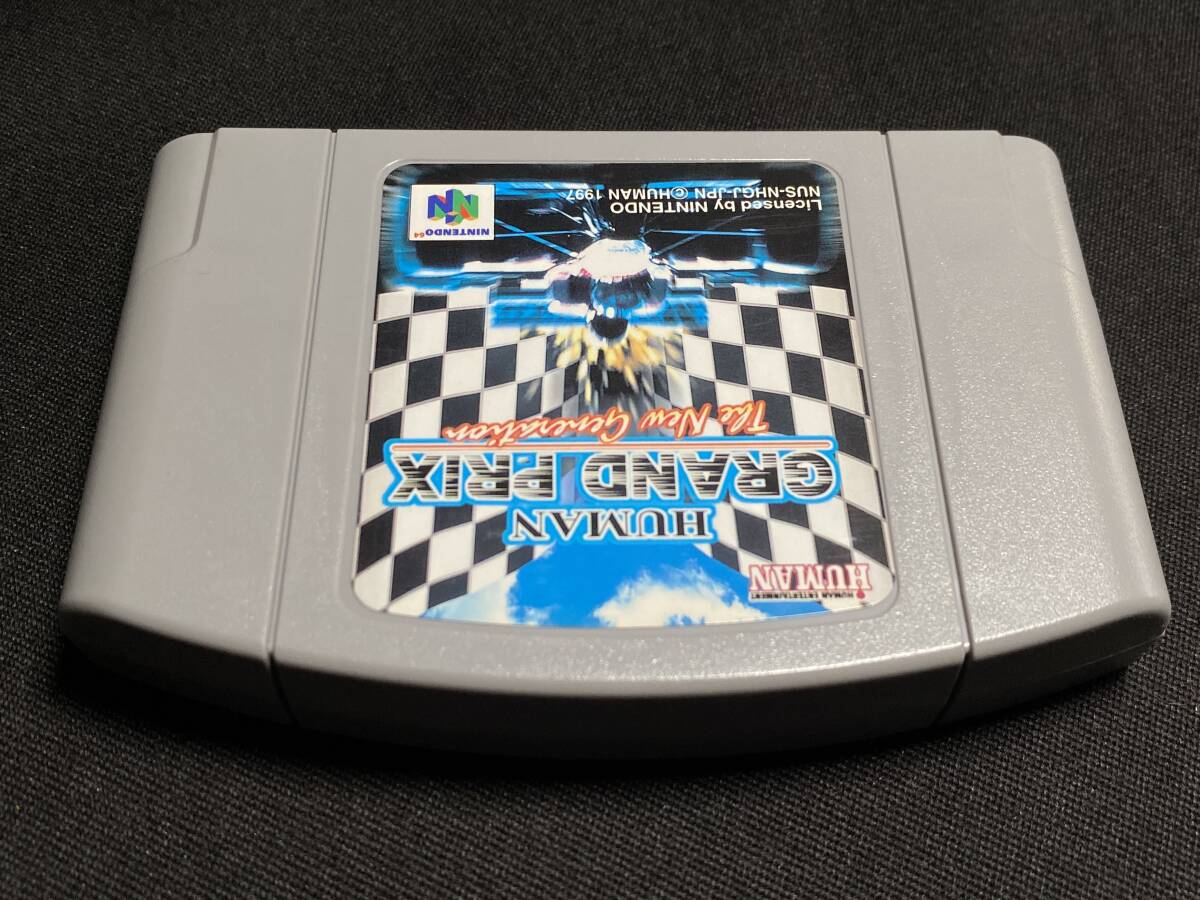 HUMAN ENTERTAINMENT
HUMAN
HUMAN
GRAND PRIX
The New Generation
NINTENDO64
Licensed by NINTENDO
NUS-NHGJ-JPN ©HUMAN 1997